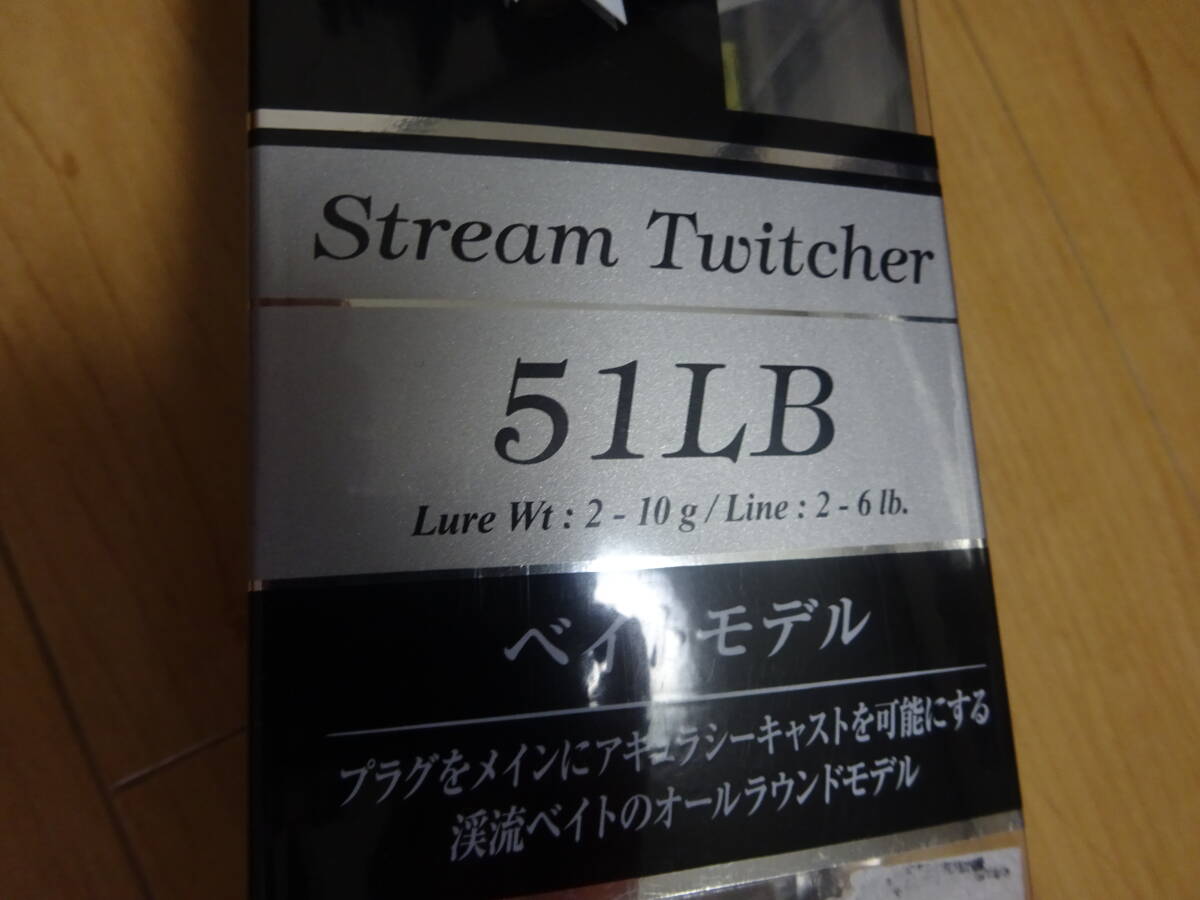 Stream Twitcher
51LB
Lure Wt : 2 - 10 g / Line : 2 - 6 lb.
ベイトモデル
プラグをメインにアキュラシーキャストを可能にする
渓流ベイトのオールラウンドモデル